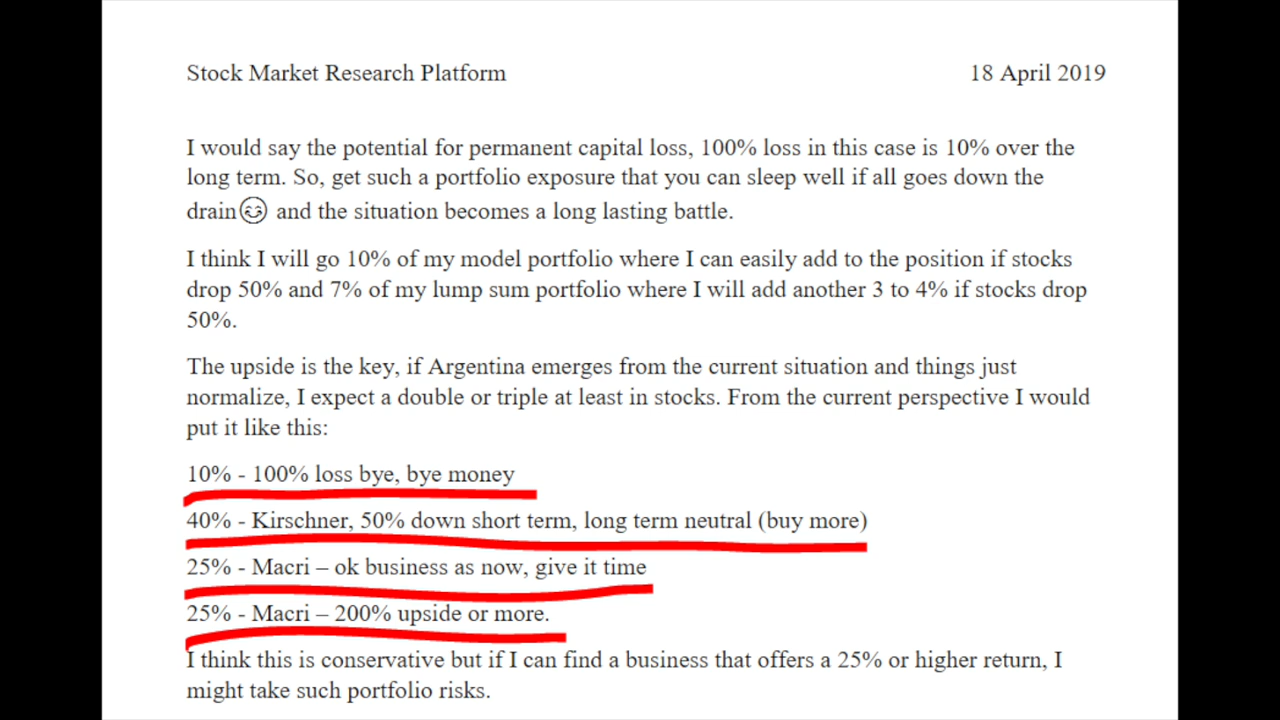 Stock Market Research Platform 18 April 2019
I would say the potential for permanent capital loss, 100% loss in this case is 10% over the
long term. So, get such a portfolio exposure that you can sleep well if all goes down the
drain😊 and the situation becomes a long lasting battle.
I think I will go 10% of my model portfolio where I can easily add to the position if stocks
drop 50% and 7% of my lump sum portfolio where I will add another 3 to 4% if stocks drop
50%.
The upside is the key, if Argentina emerges from the current situation and things just
normalize, I expect a double or triple at least in stocks. From the current perspective I would
put it like this:
10% - 100% loss bye, bye money
40% - Kirschner, 50% down short term, long term neutral (buy more)
25% - Macri – ok business as now, give it time
25% - Macri – 200% upside or more.
I think this is conservative but if I can find a business that offers a 25% or higher return, I
might take such portfolio risks.